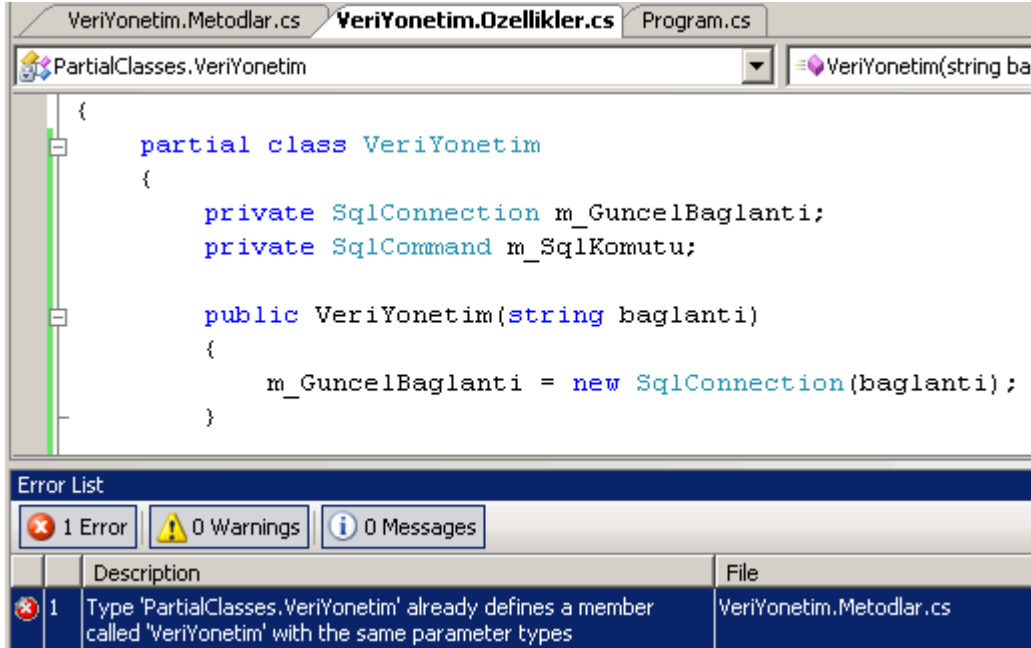 VeriYonetim.Metodlar.cs VeriYonetim.Ozellikler.cs Program.cs
PartialClasses.VeriYonetim VeriYonetim(string ba
{
partial class VeriYonetim
{
private SqlConnection m_GuncelBaglanti;
private SqlCommand m_SqlKomutu;
public VeriYonetim(string baglanti)
{
m_GuncelBaglanti = new SqlConnection(baglanti);
}
Error List
1 Error 0 Warnings 0 Messages
Description File
1 Type 'PartialClasses.VeriYonetim' already defines a member VeriYonetim.Metodlar.cs
called 'VeriYonetim' with the same parameter types